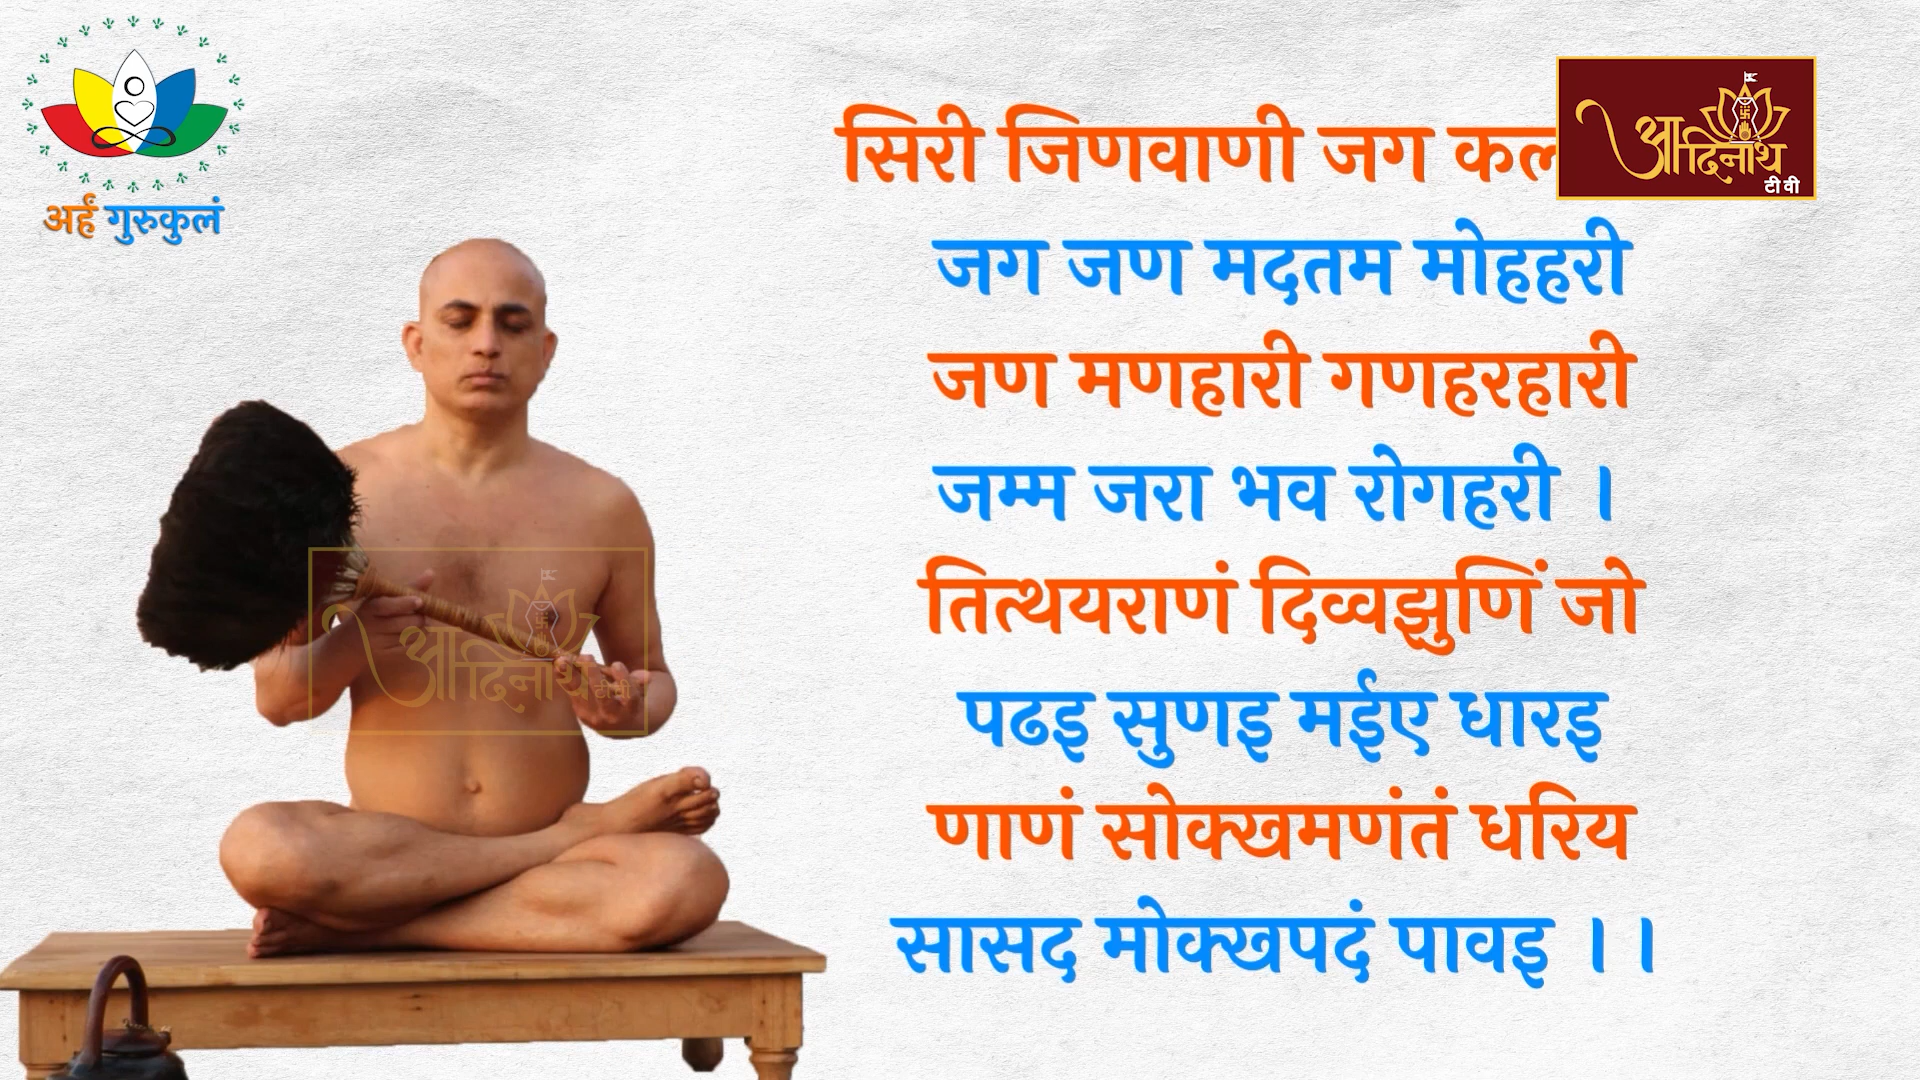 अर्हं गुरुकुलं
आदिनाथ
टी वी
सिरी जिणवाणी जग
जग जण मदतम मोहहरी
जण मणहारी गणहरहारी
जम्म जरा भव रोगहरी ।
तित्थयराणं दिव्वझुणिं जो
पढइ सुणइ मईए धारइ
णाणं सोक्खमणंतं धरिय
सासद मोक्खपदं पावइ ।।
आदिनाथ टी वी